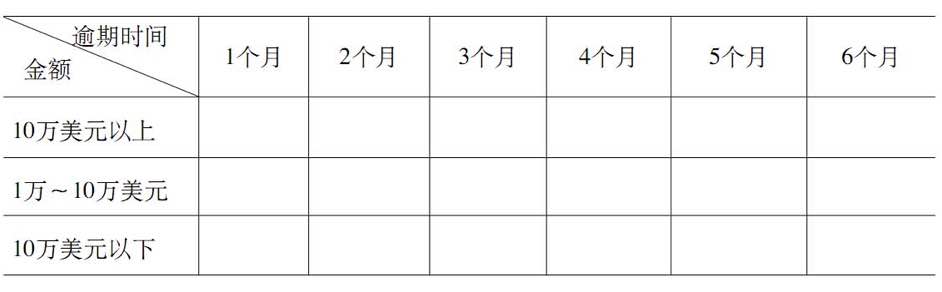 逾期时间
金额
1个月 2个月 3个月 4个月 5个月 6个月
10万美元以上
1万～10万美元
10万美元以下